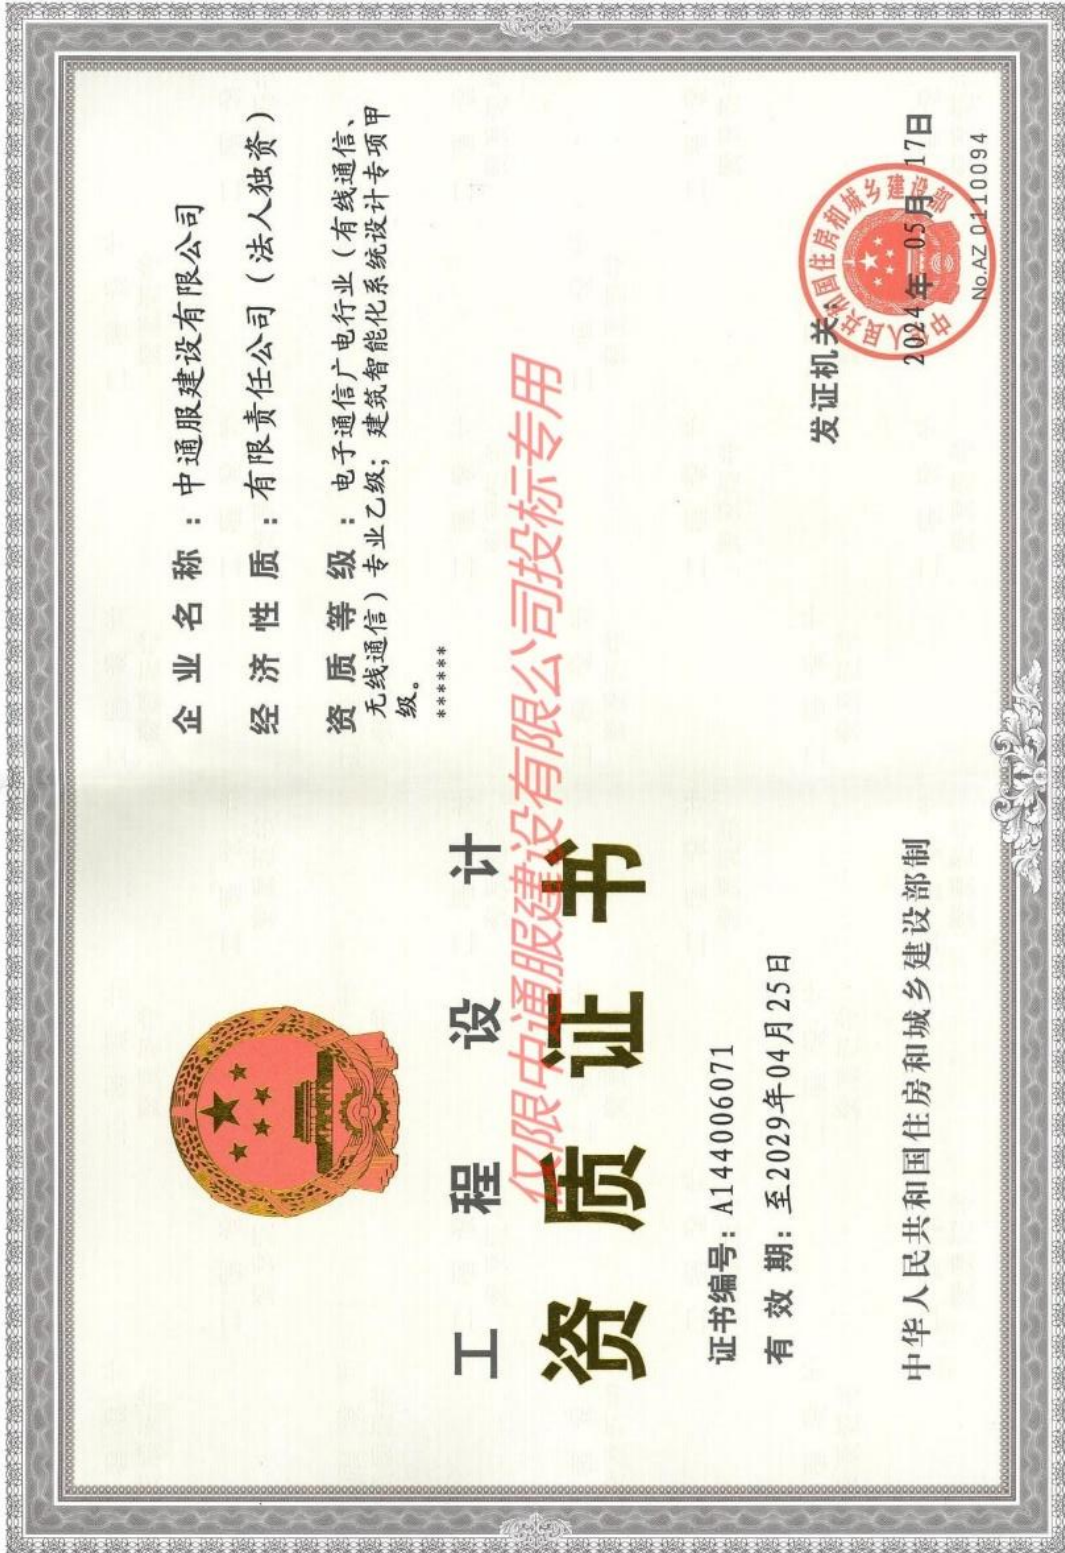 工程设计
资质证书
证书编号：A144006071
有 效 期：至2029年04月25日
中华人民共和国住房和城乡建设部制
企业名称：中通服建设有限公司
经济性质：有限责任公司（法人独资）
资质等级：电子通信广电行业（有线通信、
无线通信）专业乙级；建筑智能化系统设计专项甲
级。
******
发证机关：
2024年 05月 17日
No.AZ 0110094
中华人民共和国住房和城乡建设部
仅限中通服建设有限公司投标专用